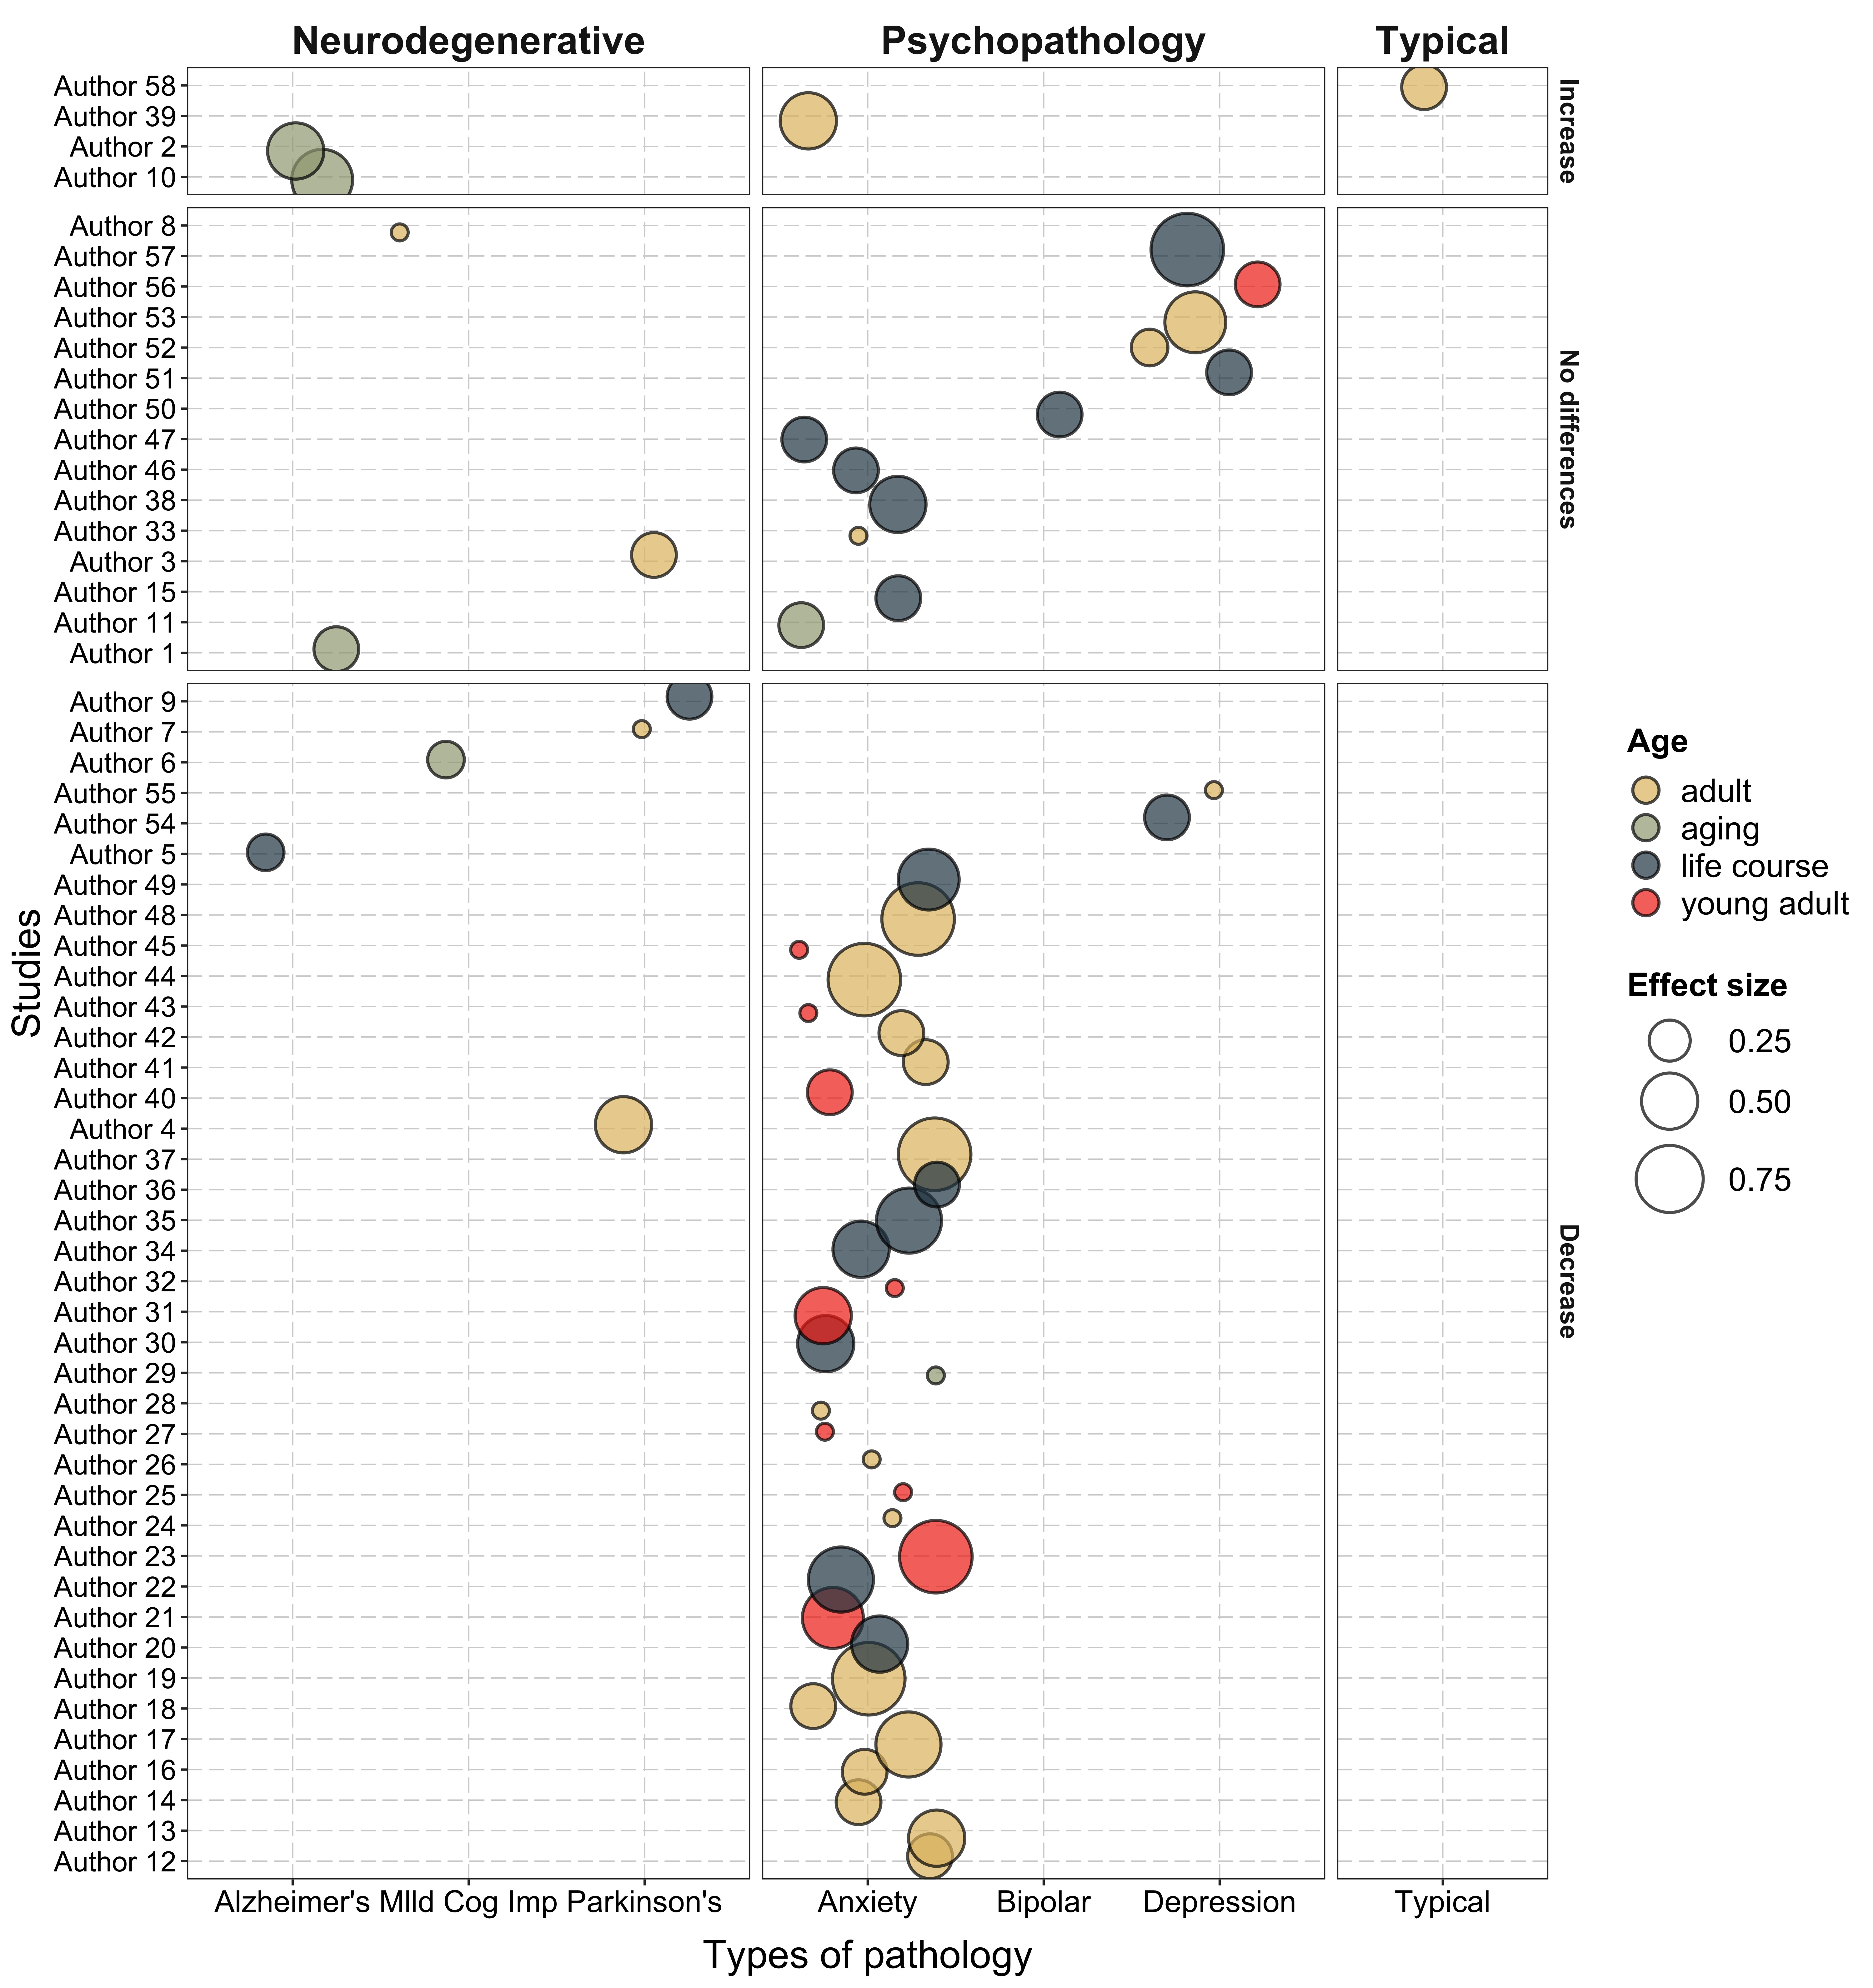 Neurodegenerative Psychopathology Typical
Author 58
Author 39
Author 2
Author 10
Increase
Author 8
Author 57
Author 56
Author 53
Author 52
Author 51
Author 50
Author 47
Author 46
Author 38
Author 33
Author 3
Author 15
Author 11
Author 1
No differences
Author 9
Author 7
Author 6
Author 55
Author 54
Author 5
Author 49
Author 48
Author 45
Author 44
Author 43
Author 42
Author 41
Author 40
Author 4
Author 37
Author 36
Author 35
Author 34
Author 32
Author 31
Author 30
Author 29
Author 28
Author 27
Author 26
Author 25
Author 24
Author 23
Author 22
Author 21
Author 20
Author 19
Author 18
Author 17
Author 16
Author 14
Author 13
Author 12
Decrease
Studies
Alzheimer's MIld Cog Imp Parkinson's Anxiety Bipolar Depression Typical
Types of pathology
Age
adult
aging
life course
young adult
Effect size
0.25
0.50
0.75